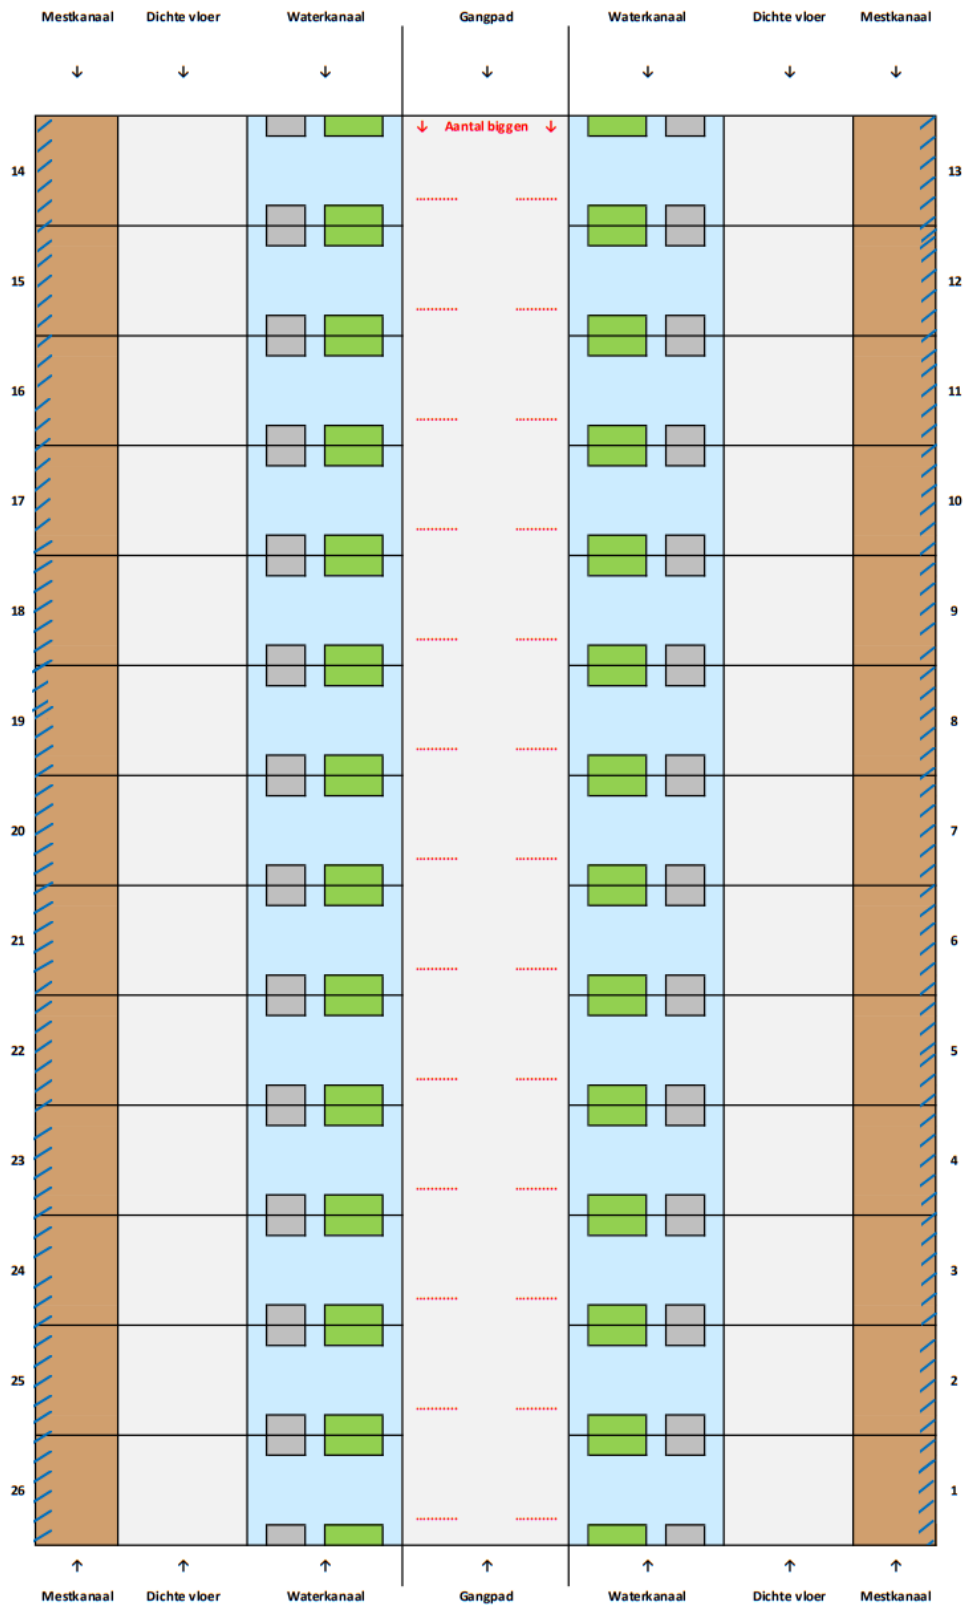 Mestkanaal Dichte vloer Waterkanaal Gangpad Waterkanaal Dichte vloer Mestkanaal
↓ ↓ ↓ ↓ ↓ ↓ ↓
↓ Aantal biggen ↓
14 13
15 12
16 11
17 10
18 9
19 8
20 7
21 6
22 5
23 4
24 3
25 2
26 1
↑ ↑ ↑ ↑ ↑ ↑ ↑
Mestkanaal Dichte vloer Waterkanaal Gangpad Waterkanaal Dichte vloer Mestkanaal